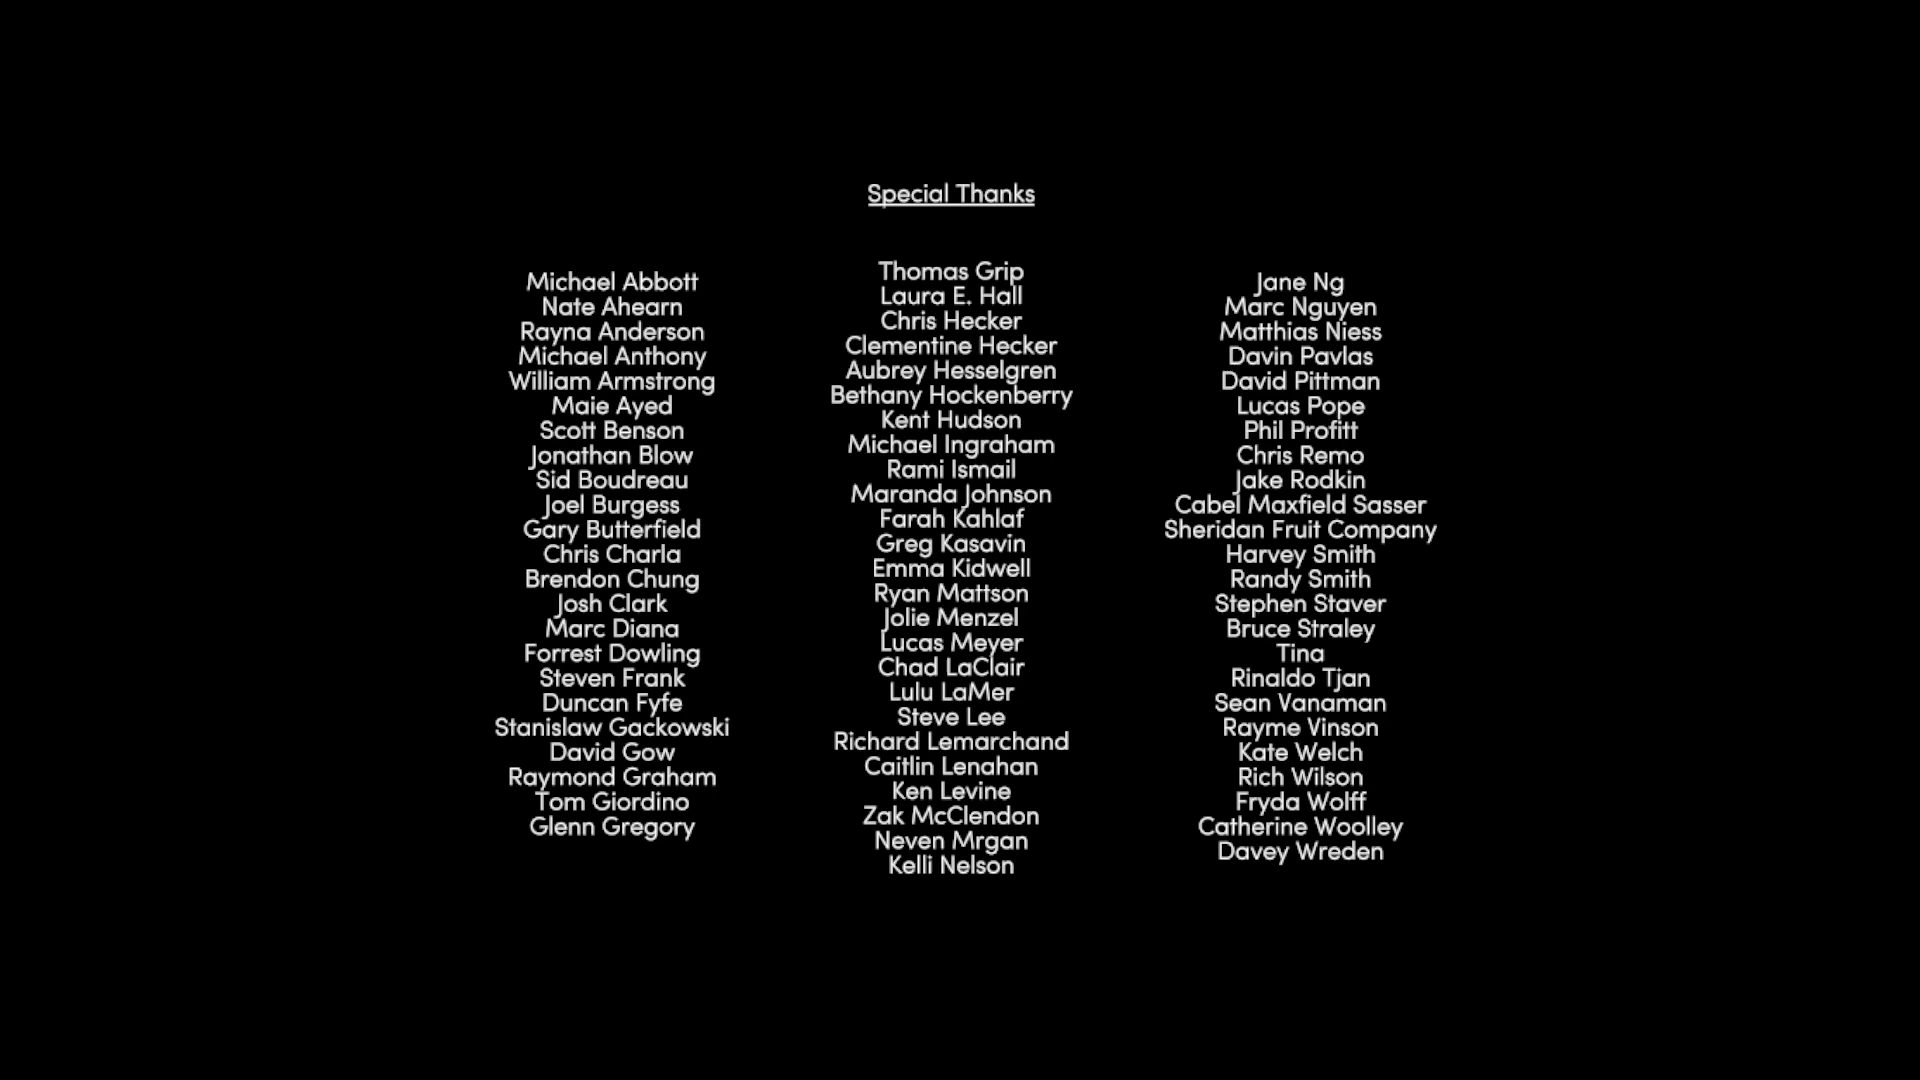 Special Thanks
Michael Abbott
Nate Ahearn
Rayna Anderson
Michael Anthony
William Armstrong
Maie Ayed
Scott Benson
Jonathan Blow
Sid Boudreau
Joel Burgess
Gary Butterfield
Chris Charla
Brendon Chung
Josh Clark
Marc Diana
Forrest Dowling
Steven Frank
Duncan Fyfe
Stanislaw Gackowski
David Gow
Raymond Graham
Tom Giordino
Glenn Gregory
Thomas Grip
Laura E. Hall
Chris Hecker
Clementine Hecker
Aubrey Hesselgren
Bethany Hockenberry
Kent Hudson
Michael Ingraham
Rami Ismail
Maranda Johnson
Farah Kahlaf
Greg Kasavin
Emma Kidwell
Ryan Mattson
Jolie Menzel
Lucas Meyer
Chad LaClair
Lulu LaMer
Steve Lee
Richard Lemarchand
Caitlin Lenahan
Ken Levine
Zak McClendon
Neven Mrgan
Kelli Nelson
Jane Ng
Marc Nguyen
Matthias Niess
Davin Pavlas
David Pittman
Lucas Pope
Phil Profitt
Chris Remo
Jake Rodkin
Cabel Maxfield Sasser
Sheridan Fruit Company
Harvey Smith
Randy Smith
Stephen Staver
Bruce Straley
Tina
Rinaldo Tjan
Sean Vanaman
Rayme Vinson
Kate Welch
Rich Wilson
Fryda Wolff
Catherine Woolley
Davey Wreden